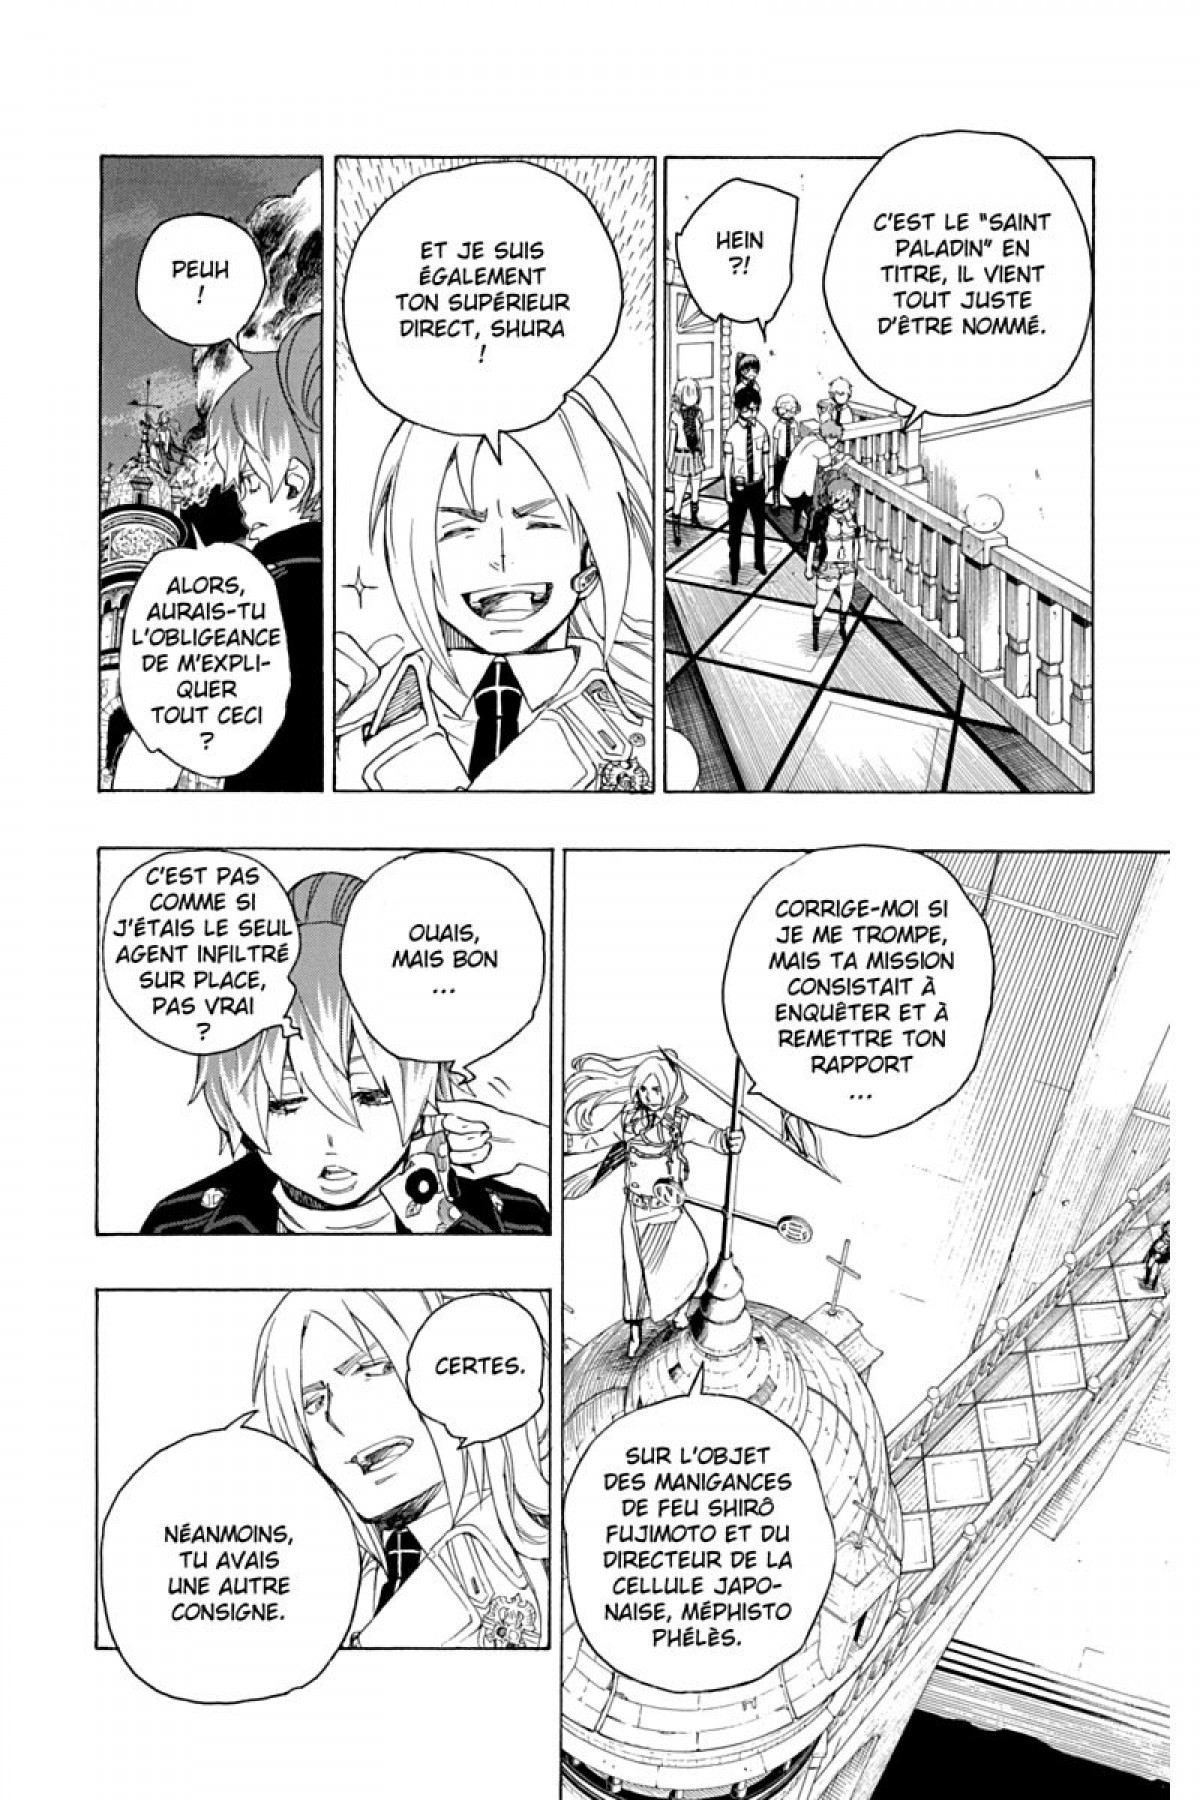 C'EST LE "SAINT
PALADIN" EN
TITRE, IL VIENT
TOUT JUSTE
D'ÊTRE NOMMÉ.
HEIN
?!
ET JE SUIS
ÉGALEMENT
TON SUPÉRIEUR
DIRECT, SHURA
!
PEUH
!
ALORS,
AURAIS-TU
L'OBLIGEANCE
DE M'EXPLI-
QUER
TOUT CECI
?
CORRIGE-MOI SI
JE ME TROMPE,
MAIS TA MISSION
CONSISTAIT À
ENQUÊTER ET À
REMETTRE TON
RAPPORT
...
SUR L'OBJET
DES MANIGANCES
DE FEU SHIRÔ
FUJIMOTO ET DU
DIRECTEUR DE LA
CELLULE JAPO-
NAISE, MÉPHISTO
PHÉLÈS.
OUAIS,
MAIS BON
...
C'EST PAS
COMME SI
J'ÉTAIS LE SEUL
AGENT INFILTRÉ
SUR PLACE,
PAS VRAI
?
CERTES.
NÉANMOINS,
TU AVAIS
UNE AUTRE
CONSIGNE.